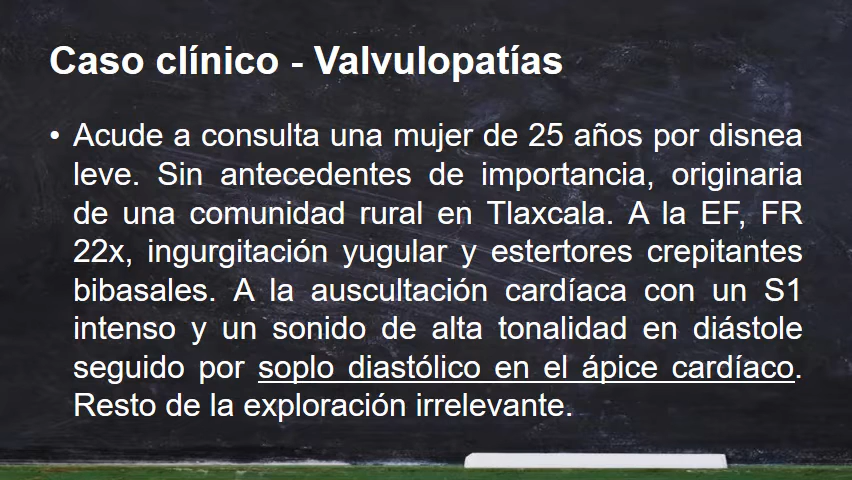 Caso clínico - Valvulopatías
• Acude a consulta una mujer de 25 años por disnea
leve. Sin antecedentes de importancia, originaria
de una comunidad rural en Tlaxcala. A la EF, FR
22x, ingurgitación yugular y estertores crepitantes
bibasales. A la auscultación cardíaca con un S1
intenso y un sonido de alta tonalidad en diástole
seguido por soplo diastólico en el ápice cardíaco.
Resto de la exploración irrelevante.